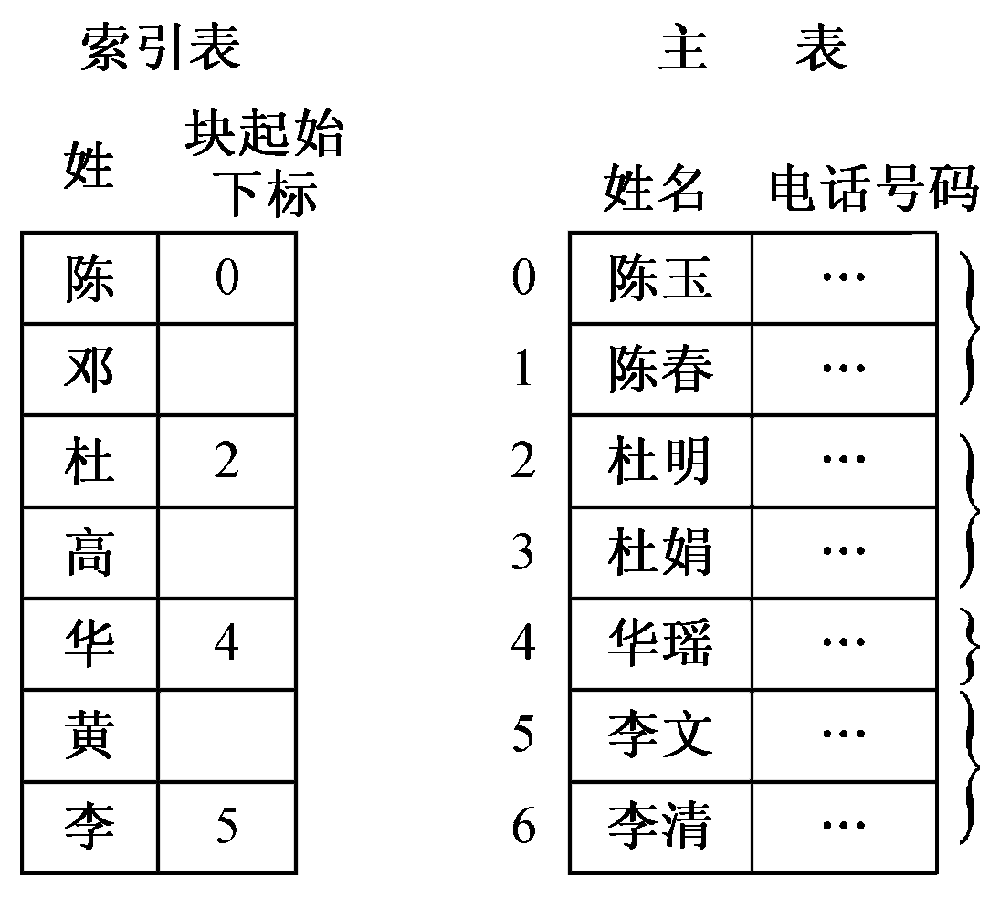 索引表 主 表
姓 块起始下标 姓名 电话号码
陈 0 0 陈玉 …
邓 1 陈春 …
杜 2 2 杜明 …
高 3 杜娟 …
华 4 4 华瑶 …
黄 5 李文 …
李 5 6 李清 …